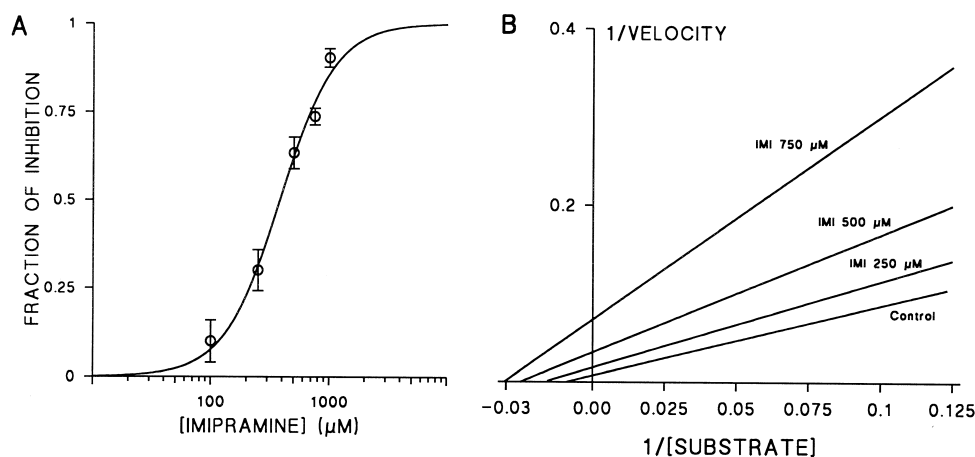 A
FRACTION OF INHIBITION
1
0.75
0.5
0.25
0
100
1000
[IMIPRAMINE] (µM)
B
1/VELOCITY
0.4
0.2
IMI 750 µM
IMI 500 µM
IMI 250 µM
Control
-0.03
0.00
0.025
0.05
0.075
0.1
0.125
1/[SUBSTRATE]